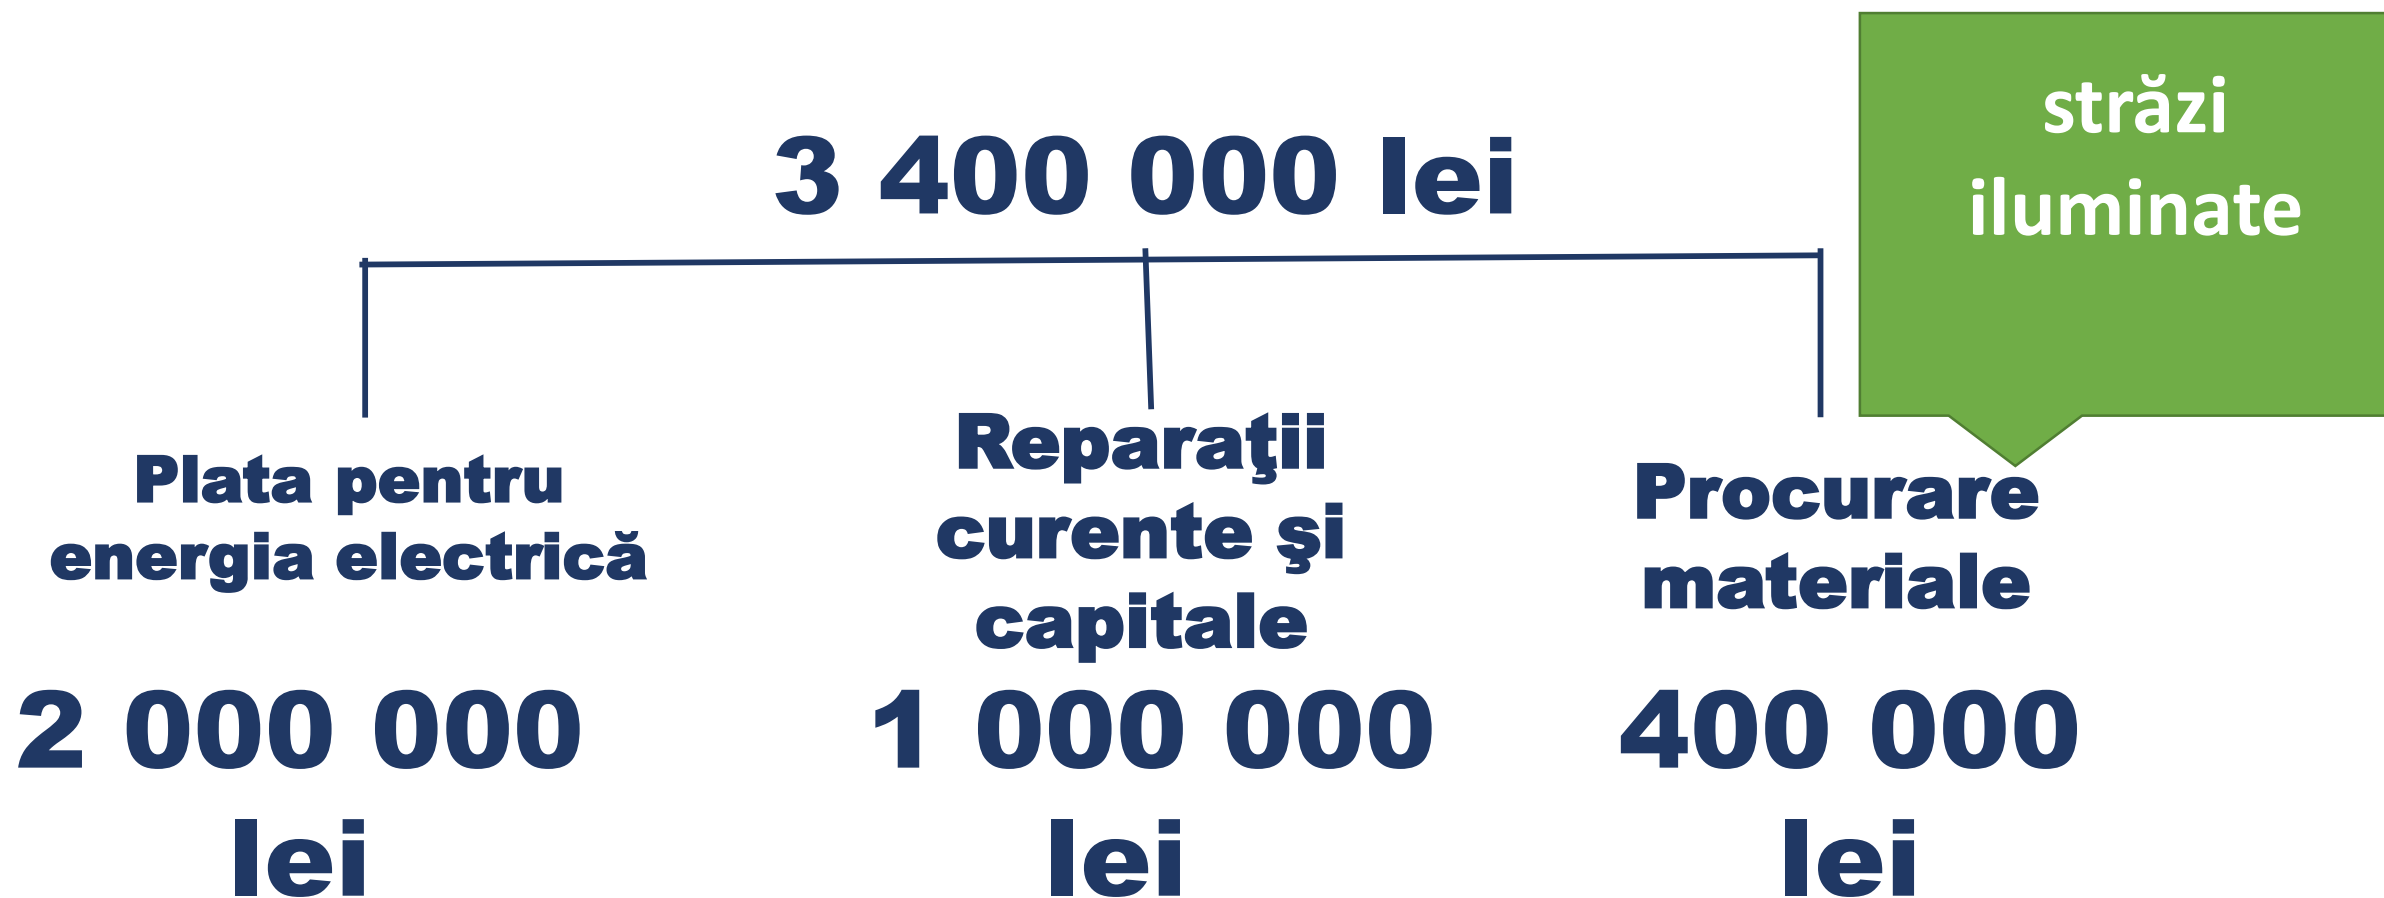 străzi
iluminate
3 400 000 lei
Plata pentru
energia electrică
2 000 000
lei
Reparaţii
curente şi
capitale
1 000 000
lei
Procurare
materiale
400 000
lei